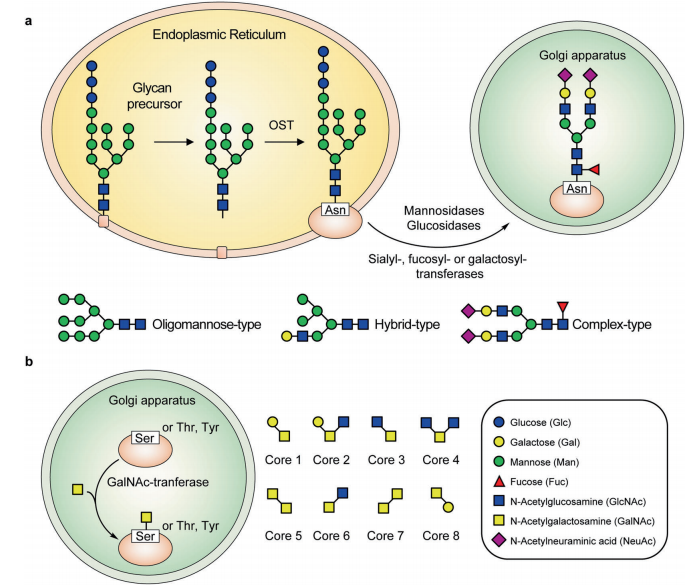 a
Endoplasmic Reticulum
Glycan
precursor
OST
Asn
Golgi apparatus
Asn
Mannosidases
Glucosidases
Sialyl-, fucosyl- or galactosyl-
transferases
Oligomannose-type
Hybrid-type
Complex-type
b
Golgi apparatus
Ser or Thr, Tyr
GalNAc-tranferase
Ser or Thr, Tyr
Core 1 Core 2 Core 3 Core 4
Core 5 Core 6 Core 7 Core 8
Glucose (Glc)
Galactose (Gal)
Mannose (Man)
Fucose (Fuc)
N-Acetylglucosamine (GlcNAc)
N-Acetylgalactosamine (GalNAc)
N-Acetylneuraminic acid (NeuAc)